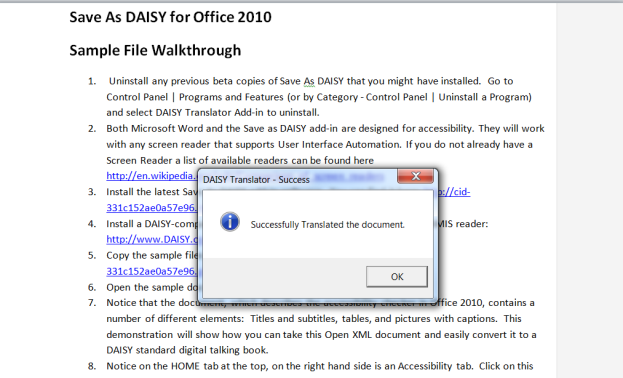 Save As DAISY for Office 2010
Sample File Walkthrough
1. Uninstall any previous beta copies of Save As DAISY that you might have installed. Go to
Control Panel | Programs and Features (or by Category - Control Panel | Uninstall a Program)
and select DAISY Translator Add-in to uninstall.
2. Both Microsoft Word and the Save as DAISY add-in are designed for accessibility. They will work
with any screen reader that supports User Interface Automation. If you do not already have a
Screen Reader a list of available readers can be found here
http://en.wikipedia.
DAISY Translator - Success
3. Install the latest Sav p://cid-
331c152ae0a57e96.
Successfully Translated the document.
4. Install a DAISY-comp MIS reader:
http://www.DAISY.o
5. Copy the sample file
331c152ae0a57e96.
OK
6. Open the sample do
7. Notice that the document, which describes the accessibility checker in Office 2010, contains a
number of different elements: Titles and subtitles, tables, and pictures with captions. This
demonstration will show how you can take this Open XML document and easily convert it to a
DAISY standard digital talking book.
8. Notice on the HOME tab at the top, on the right hand side is an Accessibility tab. Click on this